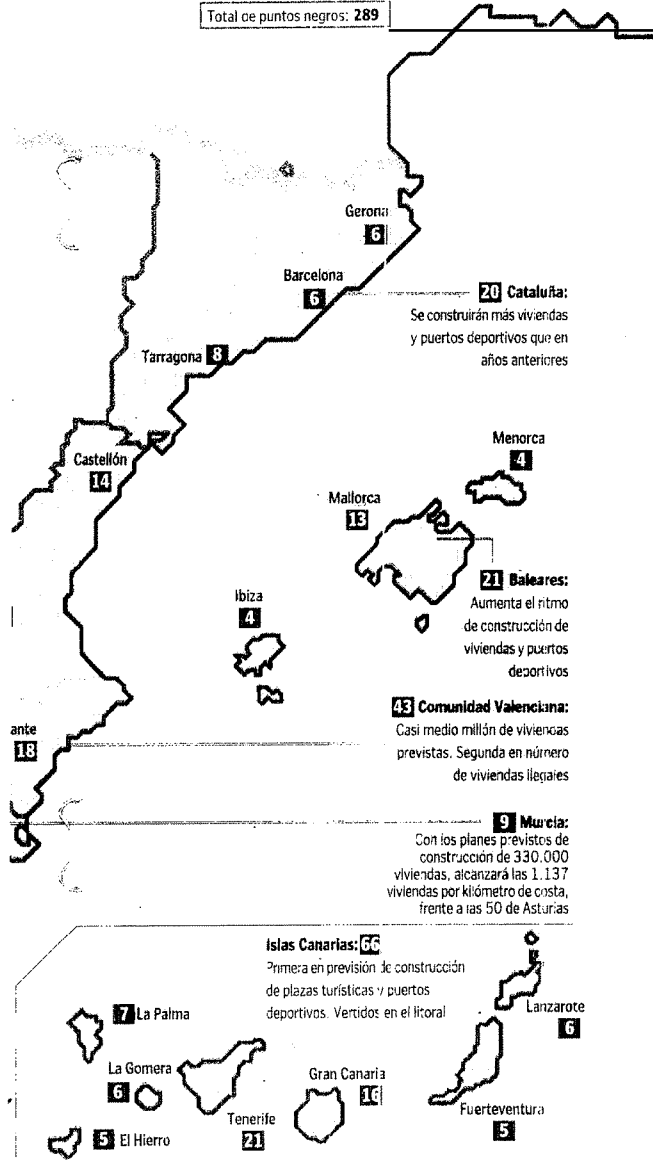 Total de puntos negros: 289
Gerona
6
Barcelona
6
20 Cataluña:
Se construirán más viviendas
y puertos deportivos que en
años anteriores
Tarragona 8
Castellón
14
Menorca
4
Mallorca
13
21 Baleares:
Aumenta el ritmo
de construcción de
viviendas y puertos
deportivos
Ibiza
4
43 Comunidad Valenciana:
Casi medio millón de viviendas
previstas. Segunda en número
de viviendas ilegales
ante
18
9 Murcia:
Con los planes previstos de
construcción de 330.000
viviendas, alcanzará las 1.137
viviendas por kilómetro de costa,
frente a las 50 de Asturias
Islas Canarias: 66
Primera en previsión de construcción
de plazas turísticas y puertos
deportivos. Vertidos en el litoral
Lanzarote
6
7 La Palma
La Gomera
6
Gran Canaria
16
Fuerteventura
5
Tenerife
21
5 El Hierro